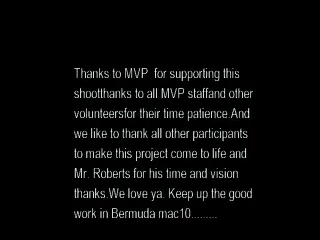 Thanks to MVP  for supporting this
shootthanks to all MVP staffand other
volunteersfor their time patience.And
we like to thank all other participants
to make this project come to life and
Mr. Roberts for his time and vision
thanks.We love ya. Keep up the good
work in Bermuda mac10.........